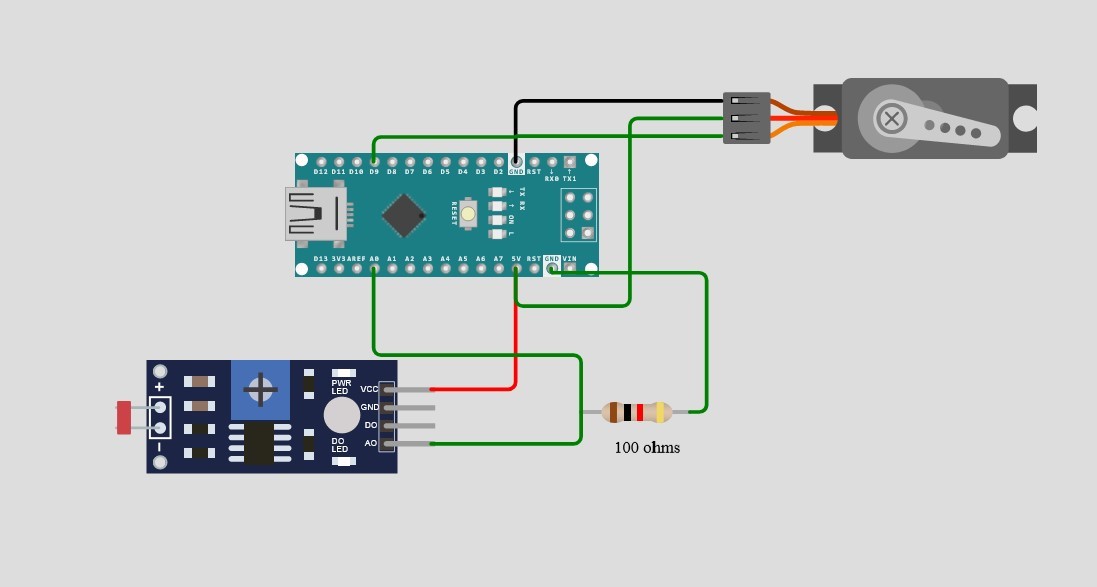 D12 D11 D10 D9 D8 D7 D6 D5 D4 D3 D2 GND RST ↓ ↑
RX0 TX1
RESET
↓ ↑ ON L
TX RX
D13 3V3 AREF A0 A1 A2 A3 A4 A5 A6 A7 5V RST GND VIN
+
PWR
LED
VCC
GND
DO
AO
DO
LED
–
100 ohms